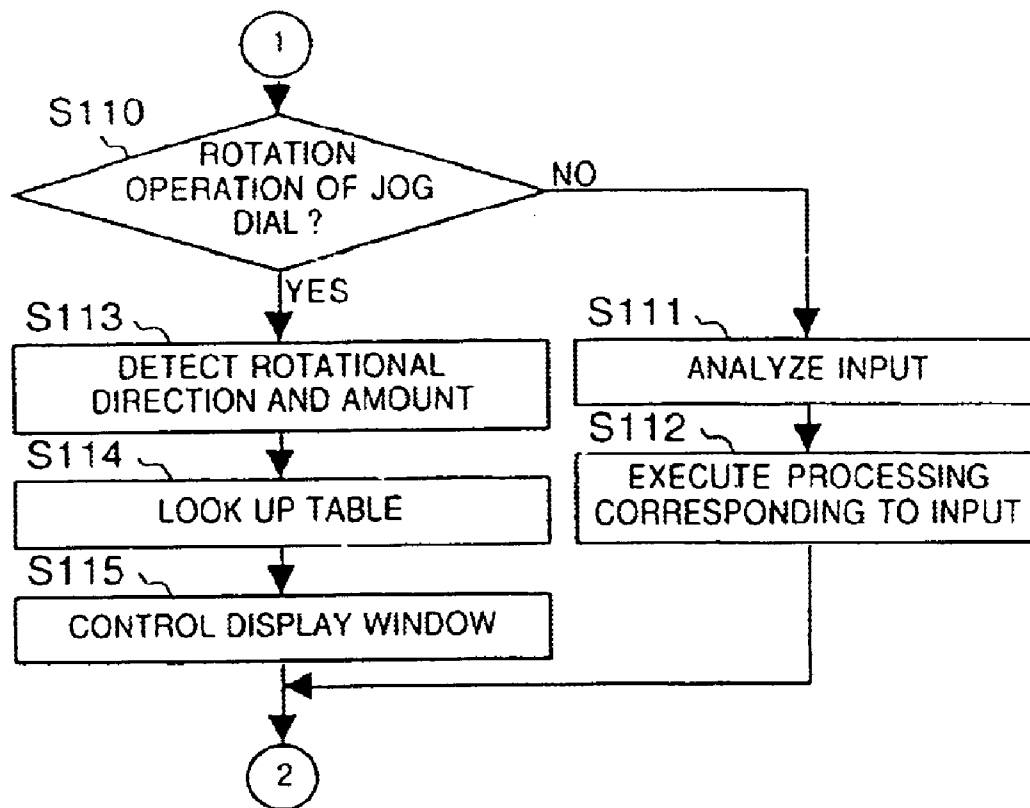 1
S110
ROTATION
OPERATION OF JOG
DIAL ?
NO
YES
S113
DETECT ROTATIONAL
DIRECTION AND AMOUNT
S114
LOOK UP TABLE
S115
CONTROL DISPLAY WINDOW
S111
ANALYZE INPUT
S112
EXECUTE PROCESSING
CORRESPONDING TO INPUT
2